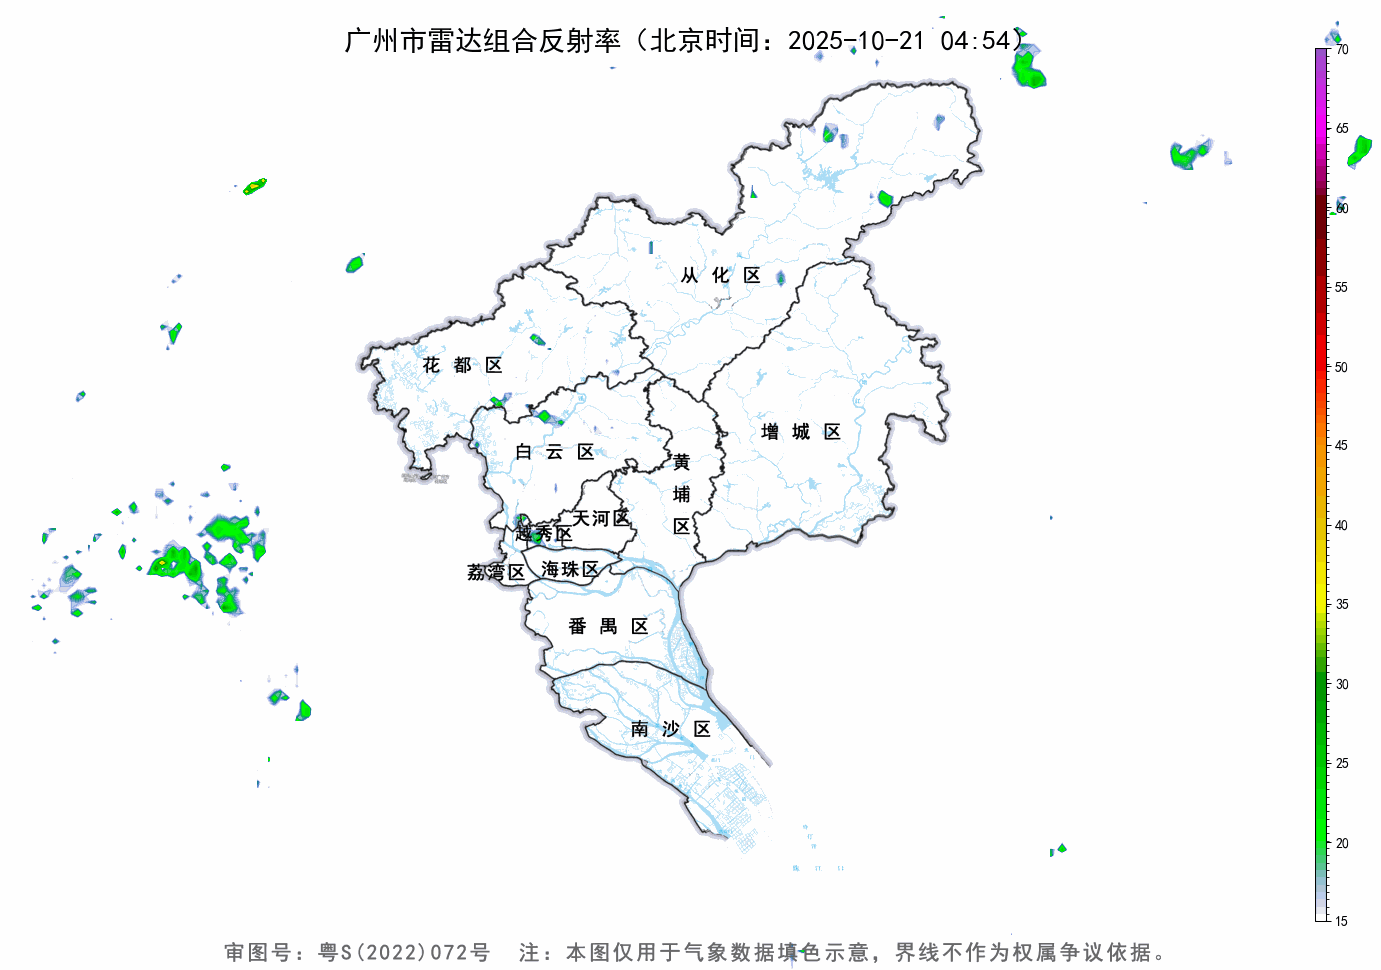 广州市雷达组合反射率（北京时间：2025-10-21 04:54）
70
65
60
55
50
45
40
35
30
25
20
15
从化区
花都区
增城区
白云区
黄埔区
天河区
越秀区
荔湾区
海珠区
番禺区
南沙区
审图号：粤S(2022)072号 注：本图仅用于气象数据填色示意，界线不作为权属争议依据。